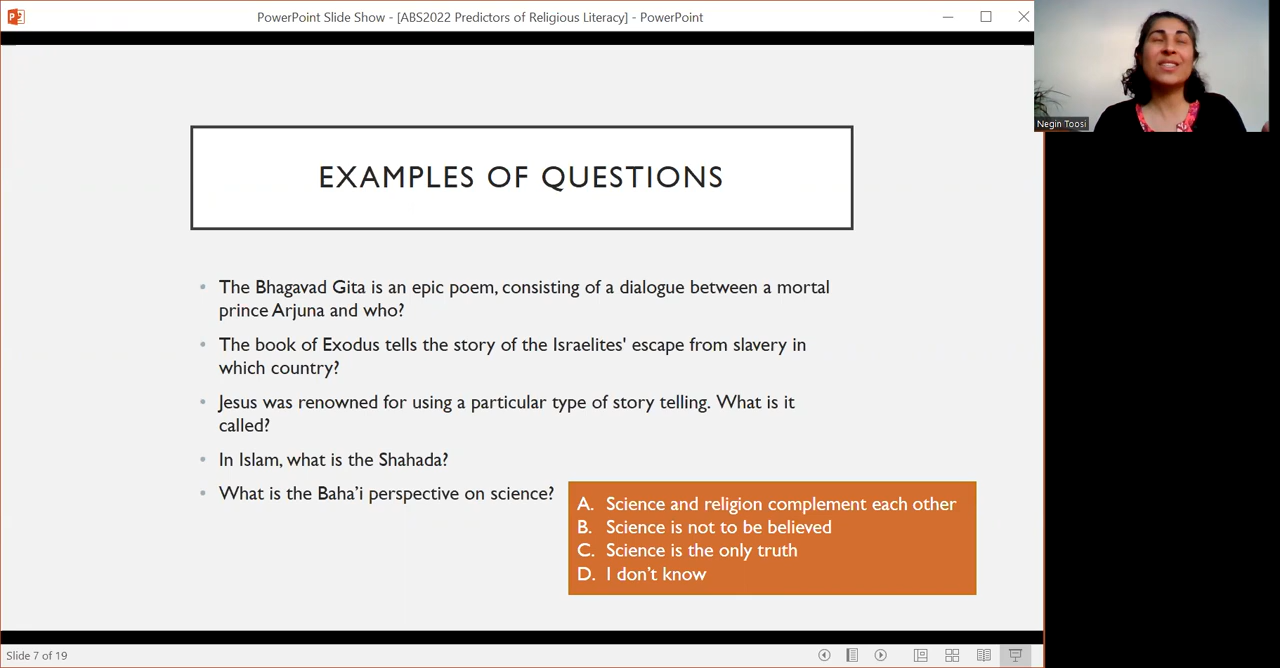 PowerPoint Slide Show - [ABS2022 Predictors of Religious Literacy] - PowerPoint
Negin Toosi
EXAMPLES OF QUESTIONS
• The Bhagavad Gita is an epic poem, consisting of a dialogue between a mortal
prince Arjuna and who?
• The book of Exodus tells the story of the Israelites' escape from slavery in
which country?
• Jesus was renowned for using a particular type of story telling. What is it
called?
• In Islam, what is the Shahada?
• What is the Baha’i perspective on science?
A. Science and religion complement each other
B. Science is not to be believed
C. Science is the only truth
D. I don’t know
Slide 7 of 19